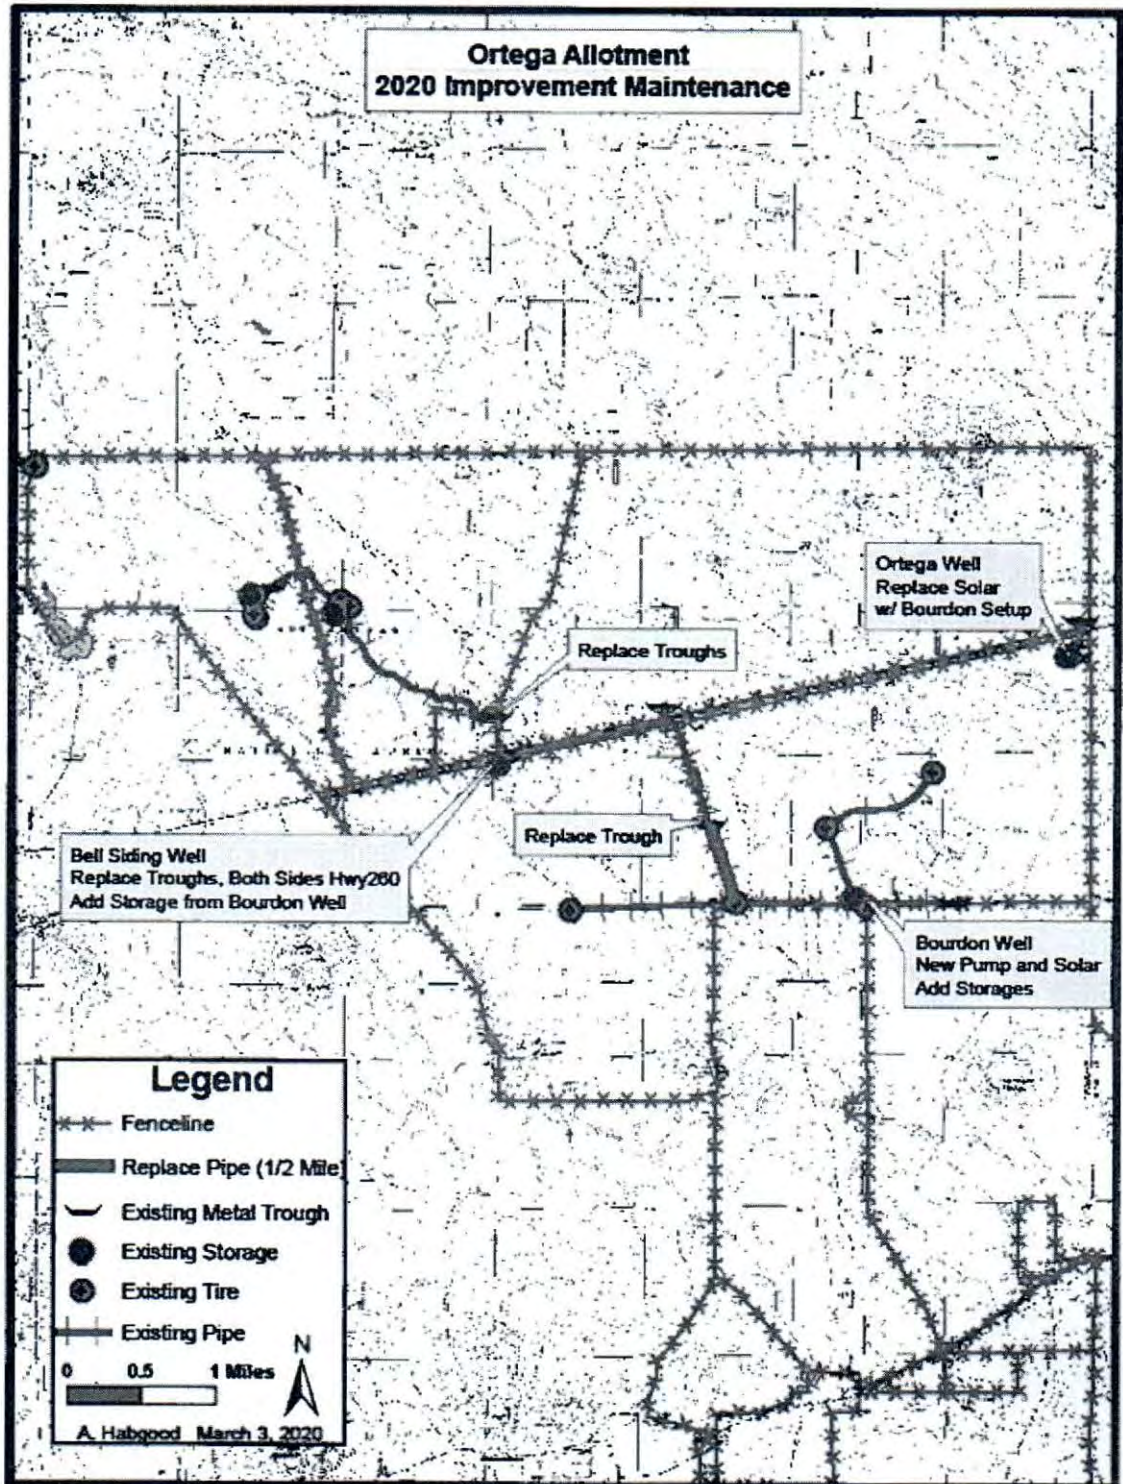 Ortega Allotment
2020 Improvement Maintenance
Ortega Well
Replace Solar
w/ Bourdon Setup
Replace Troughs
Replace Trough
Bell Siding Well
Replace Troughs, Both Sides Hwy260
Add Storage from Bourdon Well
Bourdon Well
New Pump and Solar
Add Storages
Legend
Fenceline
Replace Pipe (1/2 Mile)
Existing Metal Trough
Existing Storage
Existing Tire
Existing Pipe
N
0 0.5 1 Miles
A. Habgood March 3, 2020